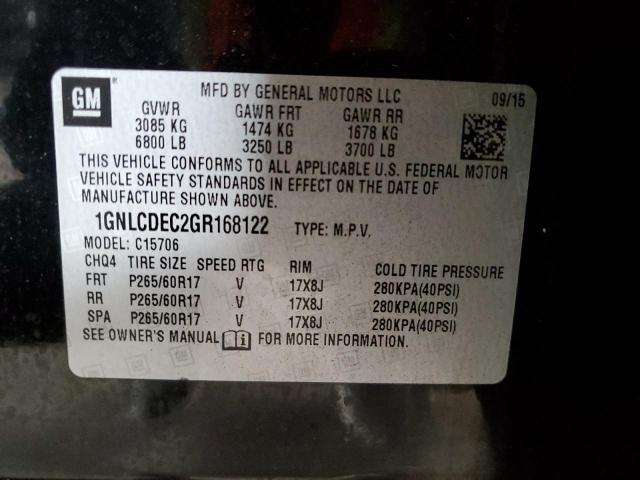 GM
MFD BY GENERAL MOTORS LLC 09/15
GVWR GAWR FRT GAWR RR
3085 KG 1474 KG 1678 KG
6800 LB 3250 LB 3700 LB
THIS VEHICLE CONFORMS TO ALL APPLICABLE U.S. FEDERAL MOTOR
VEHICLE SAFETY STANDARDS IN EFFECT ON THE DATE OF
MANUFACTURE SHOWN ABOVE.
1GNLCDEC2GR168122 TYPE: M.P.V.
MODEL: C15706
CHQ4 TIRE SIZE SPEED RTG RIM COLD TIRE PRESSURE
FRT P265/60R17 V 17X8J 280KPA(40PSI)
RR P265/60R17 V 17X8J 280KPA(40PSI)
SPA P265/60R17 V 17X8J 280KPA(40PSI)
SEE OWNER'S MANUAL FOR MORE INFORMATION.